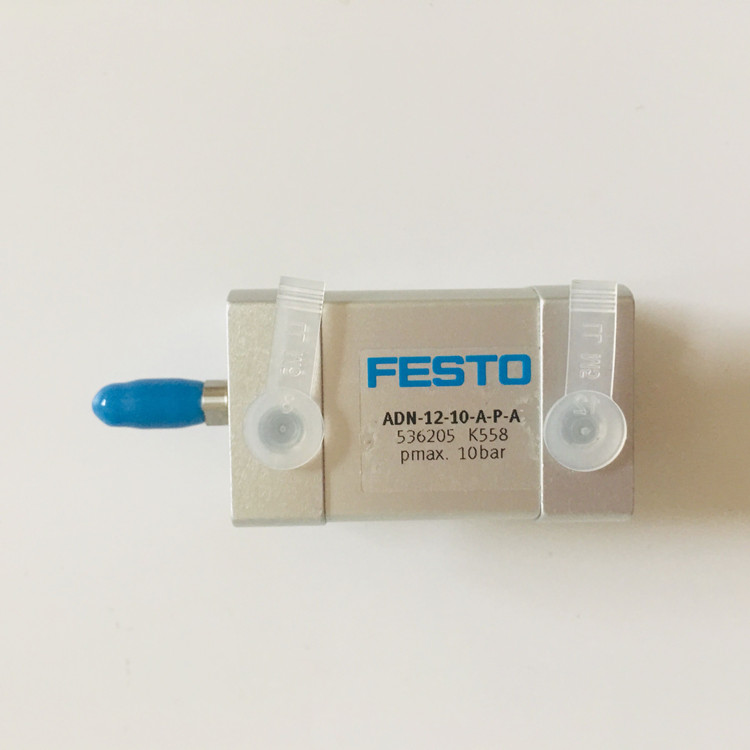 FESTO
ADN-12-10-A-P-A
536205 K558
pmax. 10bar